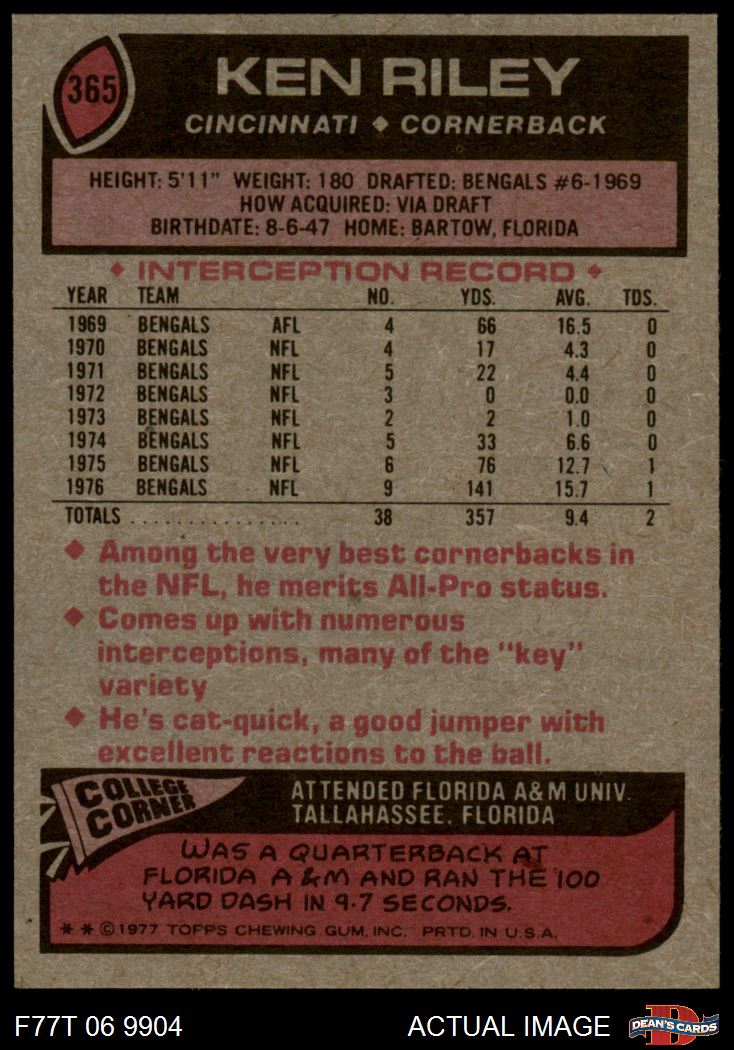 365
KEN RILEY
CINCINNATI ◆ CORNERBACK
HEIGHT: 5'11" WEIGHT: 180 DRAFTED: BENGALS #6-1969
HOW ACQUIRED: VIA DRAFT
BIRTHDATE: 8-6-47 HOME: BARTOW, FLORIDA
◆ INTERCEPTION RECORD ◆
YEAR TEAM NO. YDS. AVG. TDS.
1969 BENGALS AFL 4 66 16.5 0
1970 BENGALS NFL 4 17 4.3 0
1971 BENGALS NFL 5 22 4.4 0
1972 BENGALS NFL 3 0 0.0 0
1973 BENGALS NFL 2 2 1.0 0
1974 BENGALS NFL 5 33 6.6 0
1975 BENGALS NFL 6 76 12.7 1
1976 BENGALS NFL 9 141 15.7 1
TOTALS ................ 38 357 9.4 2
◆ Among the very best cornerbacks in
the NFL, he merits All-Pro status.
◆ Comes up with numerous
interceptions, many of the "key"
variety
◆ He's cat-quick, a good jumper with
excellent reactions to the ball.
COLLEGE
CORNER
ATTENDED FLORIDA A&M UNIV.
TALLAHASSEE, FLORIDA
WAS A QUARTERBACK AT
FLORIDA A & M AND RAN THE 100
YARD DASH IN 9.7 SECONDS.
* * © 1977 TOPPS CHEWING GUM, INC. PRTD. IN U.S.A.
F77T 06 9904 ACTUAL IMAGE
D
DEAN'S CARDS